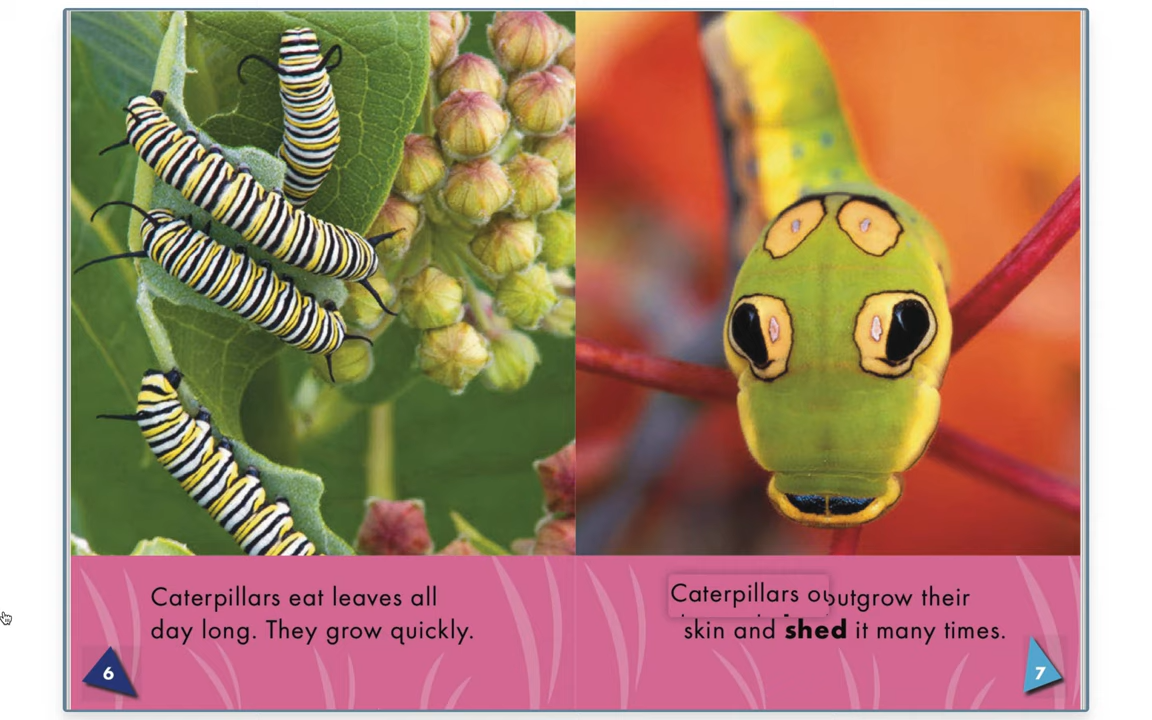 Caterpillars eat leaves all
day long. They grow quickly.
6
Caterpillars outgrow their
skin and shed it many times.
7